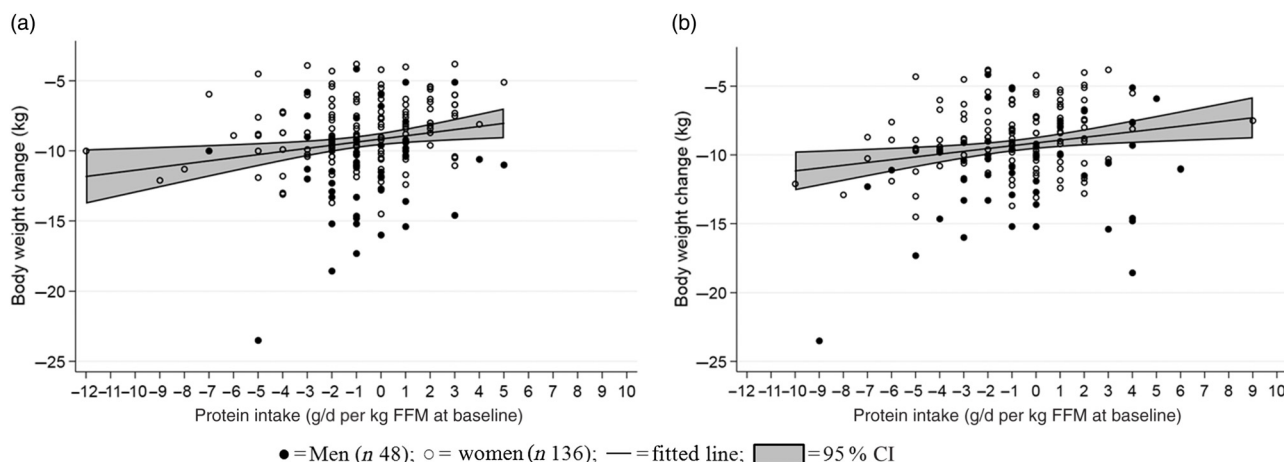 (a)
Body weight change (kg)
−5
−10
−15
−20
−25
−12 −11 −10 −9 −8 −7 −6 −5 −4 −3 −2 −1 0 1 2 3 4 5 6 7 8 9 10
Protein intake (g/d per kg FFM at baseline)
(b)
Body weight change (kg)
−5
−10
−15
−20
−25
−12 −11 −10 −9 −8 −7 −6 −5 −4 −3 −2 −1 0 1 2 3 4 5 6 7 8 9 10
Protein intake (g/d per kg FFM at baseline)
● = Men (n 48); ○ = women (n 136); — = fitted line; = 95 % CI